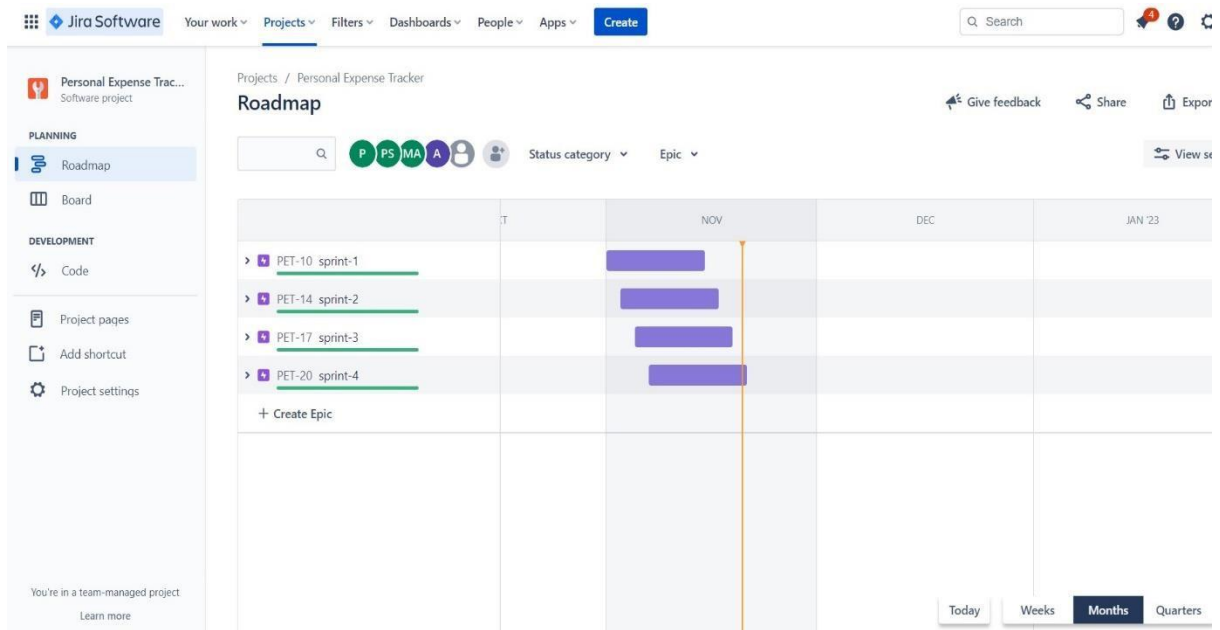 Jira Software Your work Projects Filters Dashboards People Apps Create Search 4
Personal Expense Trac...
Software project
PLANNING
Roadmap
Board
DEVELOPMENT
Code
Project pages
Add shortcut
Project settings
You're in a team-managed project
Learn more
Projects / Personal Expense Tracker
Roadmap
Give feedback Share Expor
P PS MA A Status category Epic View se
T NOV DEC JAN '23
PET-10 sprint-1
PET-14 sprint-2
PET-17 sprint-3
PET-20 sprint-4
+ Create Epic
Today Weeks Months Quarters